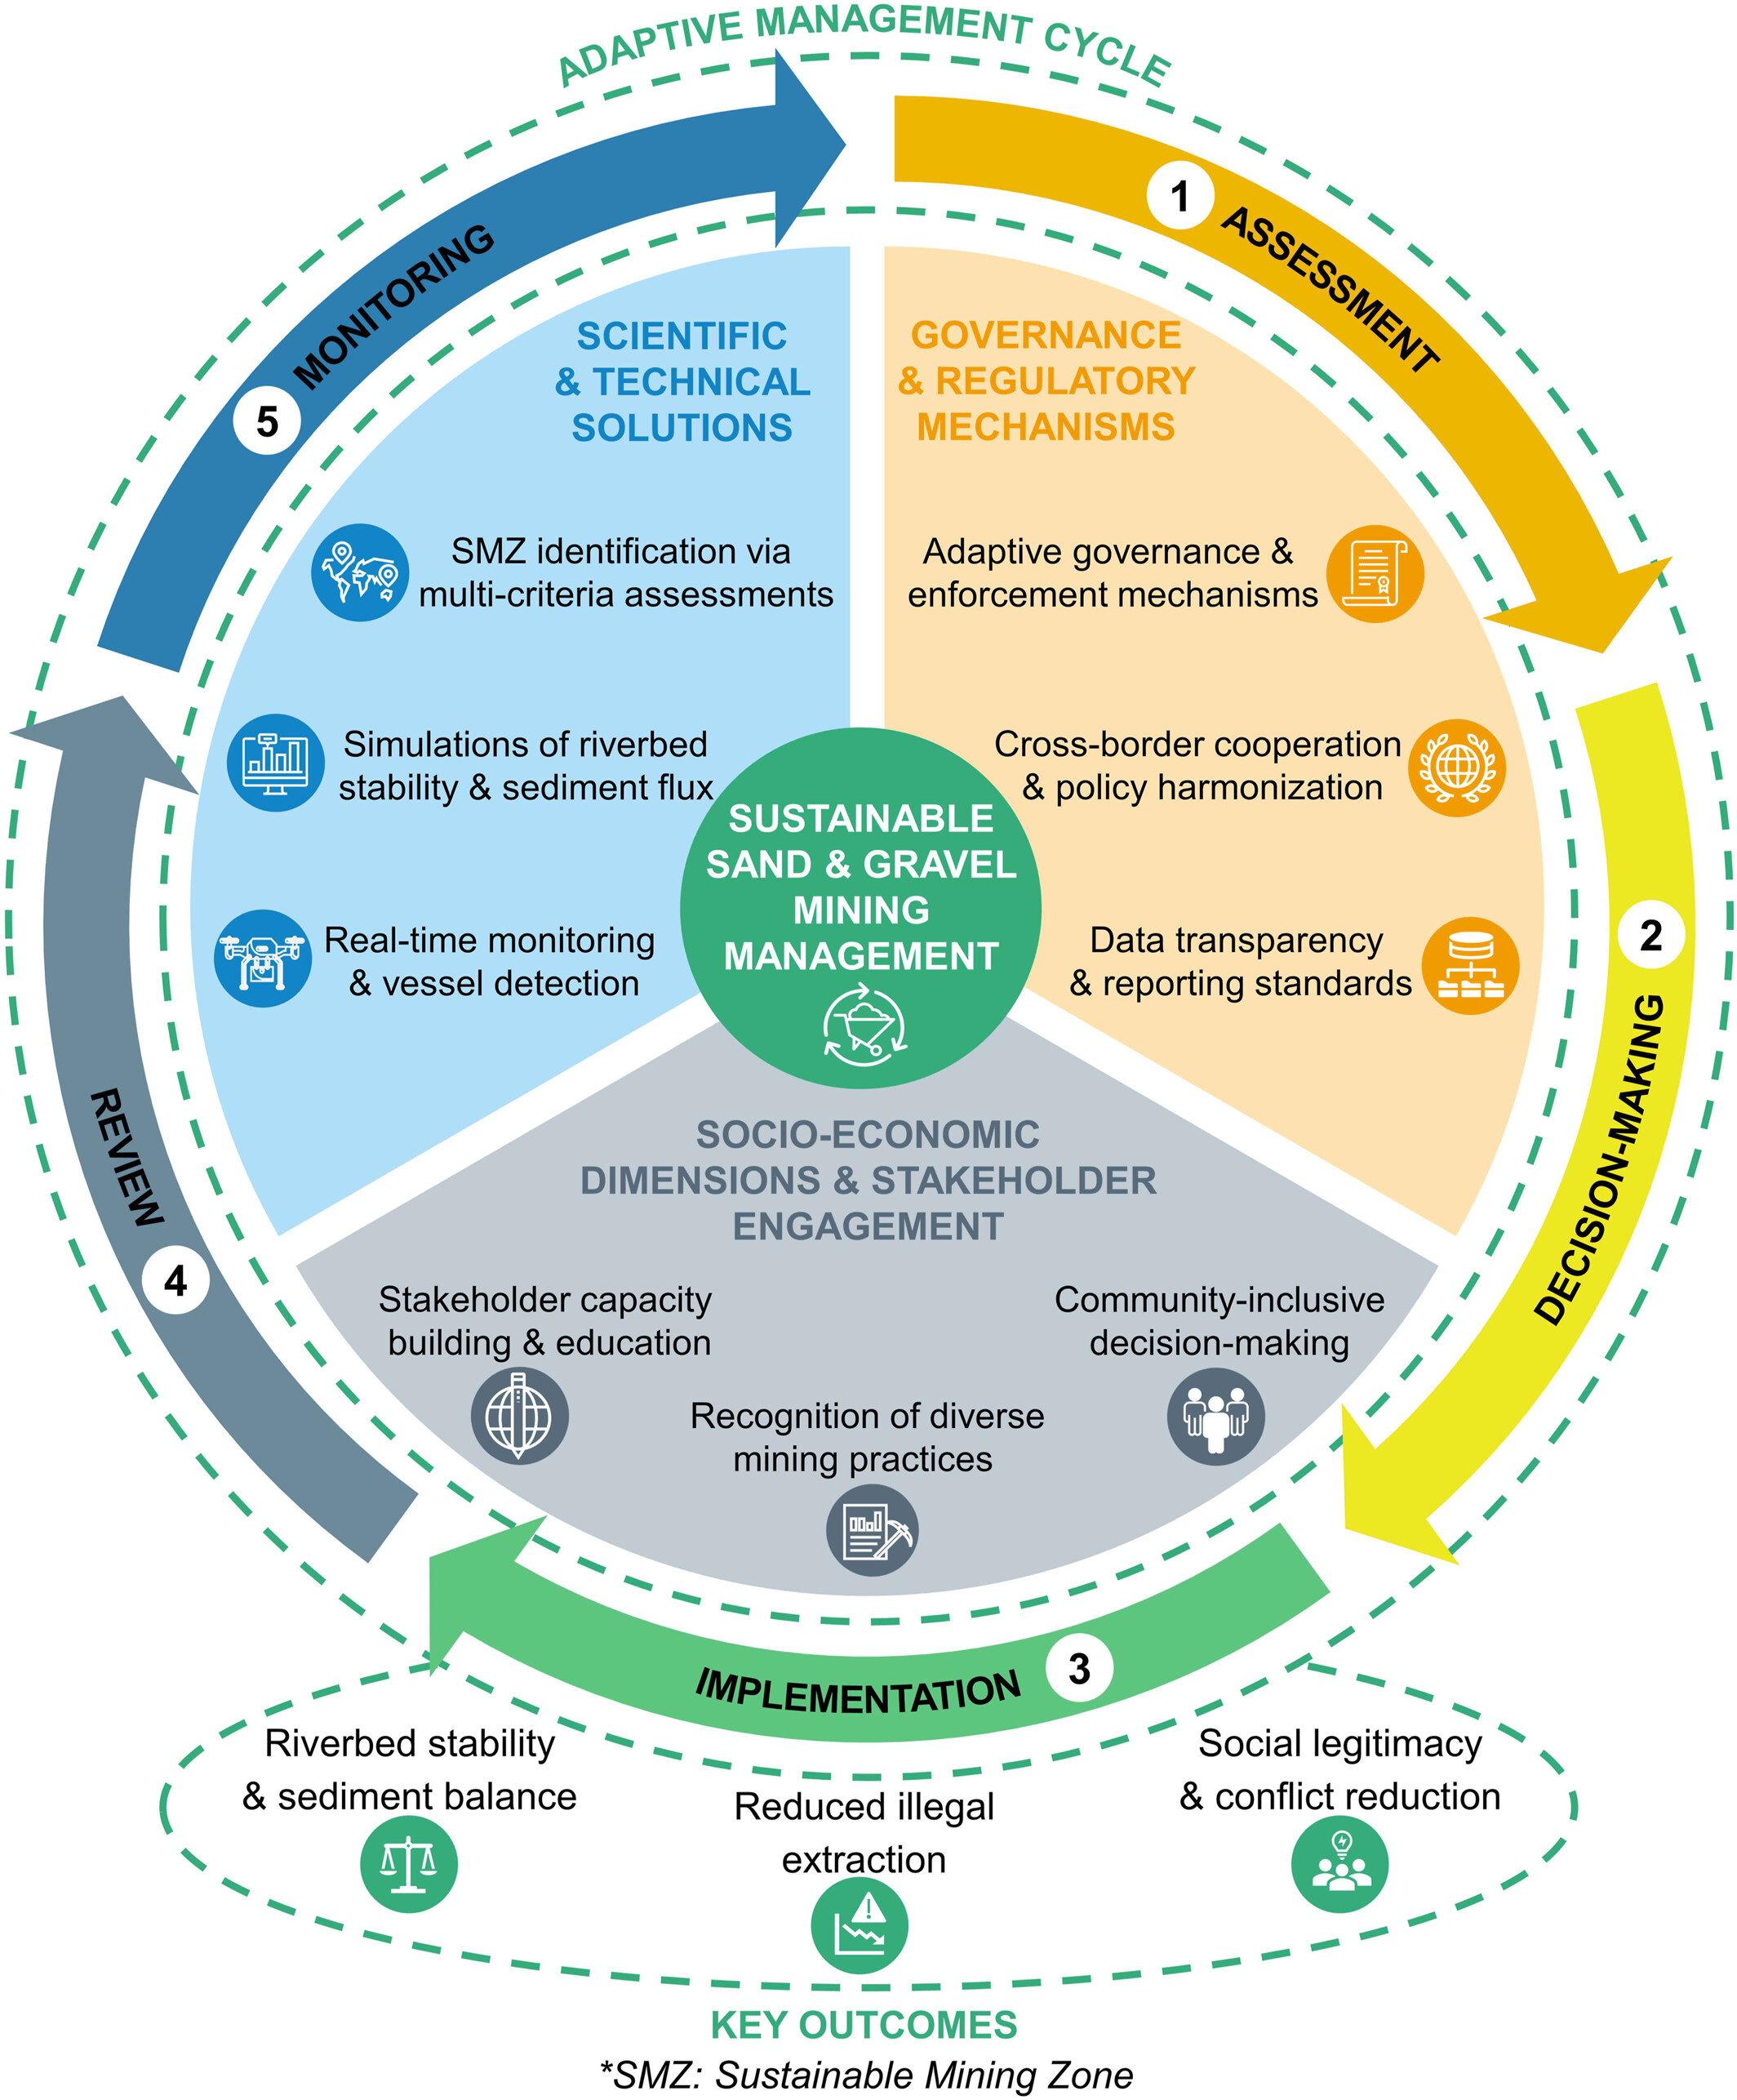 ADAPTIVE MANAGEMENT CYCLE
1
ASSESSMENT
2
DECISION-MAKING
3
IMPLEMENTATION
4
REVIEW
5
MONITORING
SCIENTIFIC
& TECHNICAL
SOLUTIONS
SMZ identification via
multi-criteria assessments
Simulations of riverbed
stability & sediment flux
Real-time monitoring
& vessel detection
GOVERNANCE
& REGULATORY
MECHANISMS
Adaptive governance &
enforcement mechanisms
Cross-border cooperation
& policy harmonization
Data transparency
& reporting standards
SUSTAINABLE
SAND & GRAVEL
MINING
MANAGEMENT
SOCIO-ECONOMIC
DIMENSIONS & STAKEHOLDER
ENGAGEMENT
Stakeholder capacity
building & education
Recognition of diverse
mining practices
Community-inclusive
decision-making
Riverbed stability
& sediment balance
Reduced illegal
extraction
Social legitimacy
& conflict reduction
KEY OUTCOMES
*SMZ: Sustainable Mining Zone